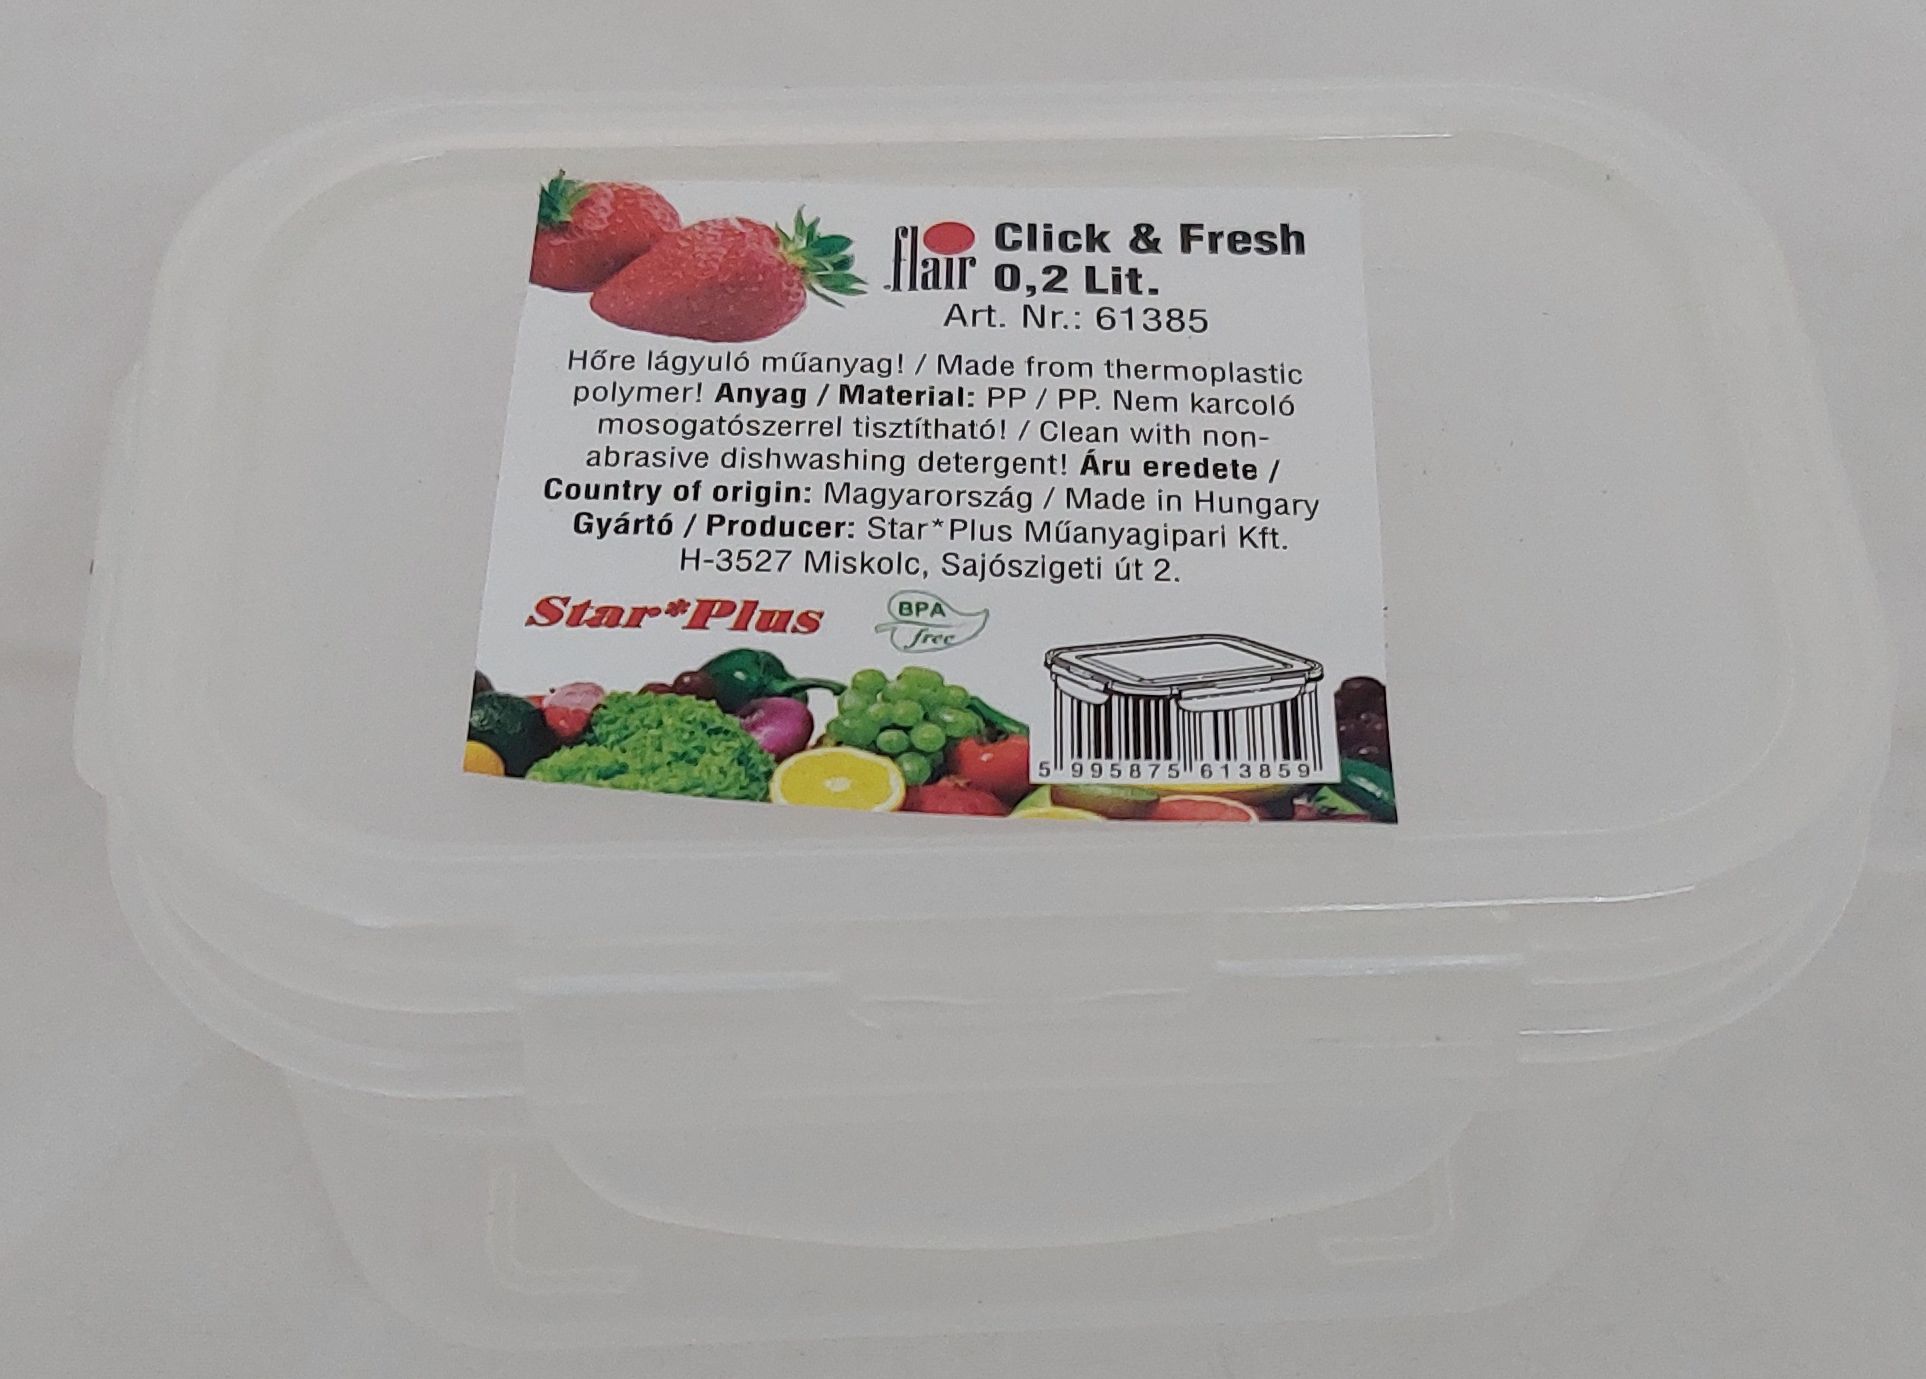 flair Click & Fresh
0,2 Lit.
Art. Nr.: 61385
Hőre lágyuló műanyag! / Made from thermoplastic
polymer! Anyag / Material: PP / PP. Nem karcoló
mosogatószerrel tisztítható! / Clean with non-
abrasive dishwashing detergent! Áru eredete /
Country of origin: Magyarország / Made in Hungary
Gyártó / Producer: Star*Plus Műanyagipari Kft.
H-3527 Miskolc, Sajószigeti út 2.
Star*Plus
BPA
free
5 995875 613859